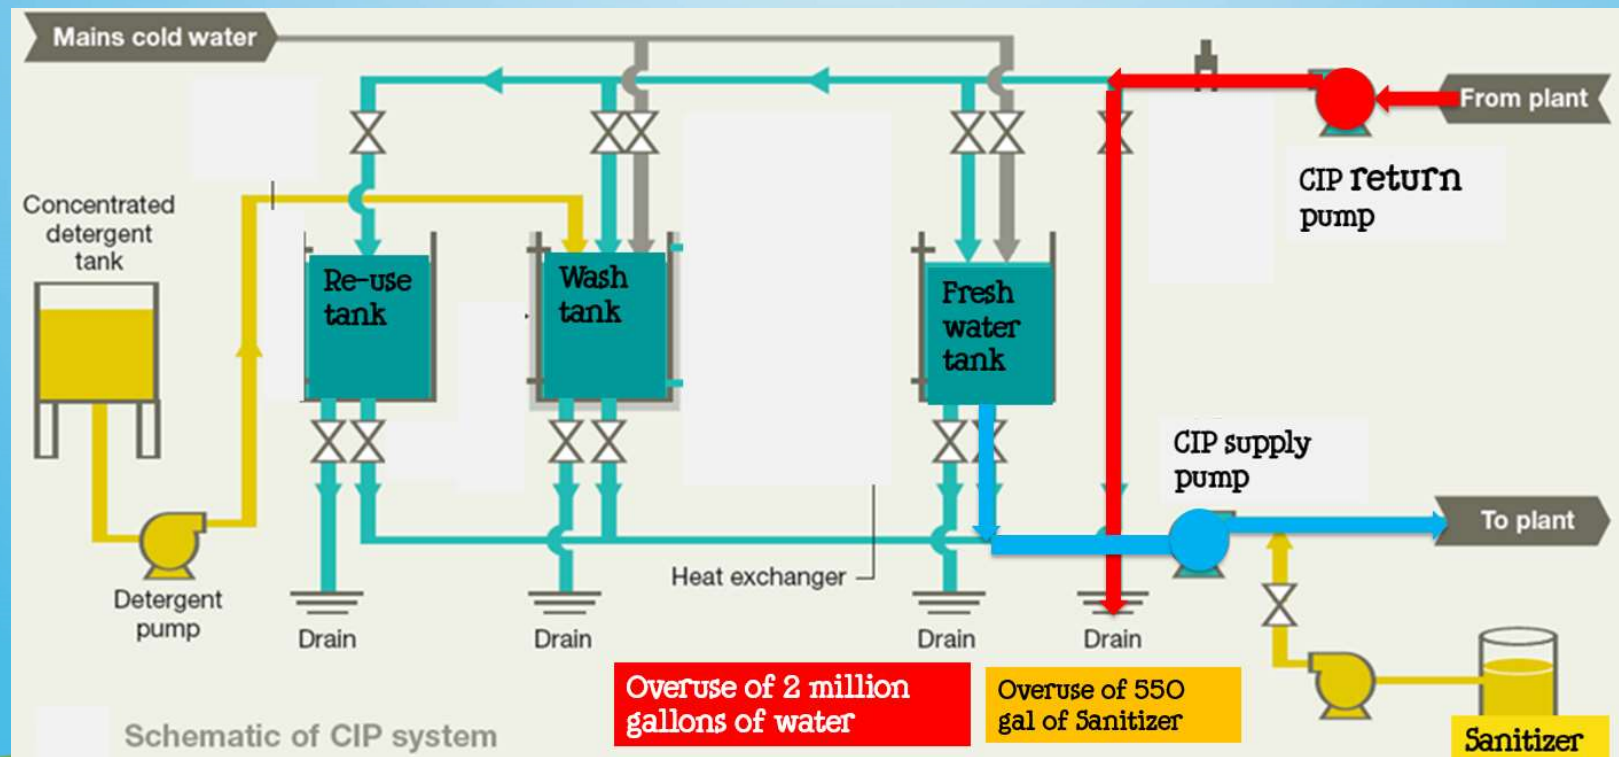 Mains cold water
From plant
CIP return
pump
Concentrated
detergent
tank
Re-use
tank
Wash
tank
Fresh
water
tank
CIP supply
pump
To plant
Heat exchanger
Detergent
pump
Drain
Drain
Drain
Drain
Overuse of 2 million
gallons of water
Overuse of 550
gal of Sanitizer
Sanitizer
Schematic of CIP system